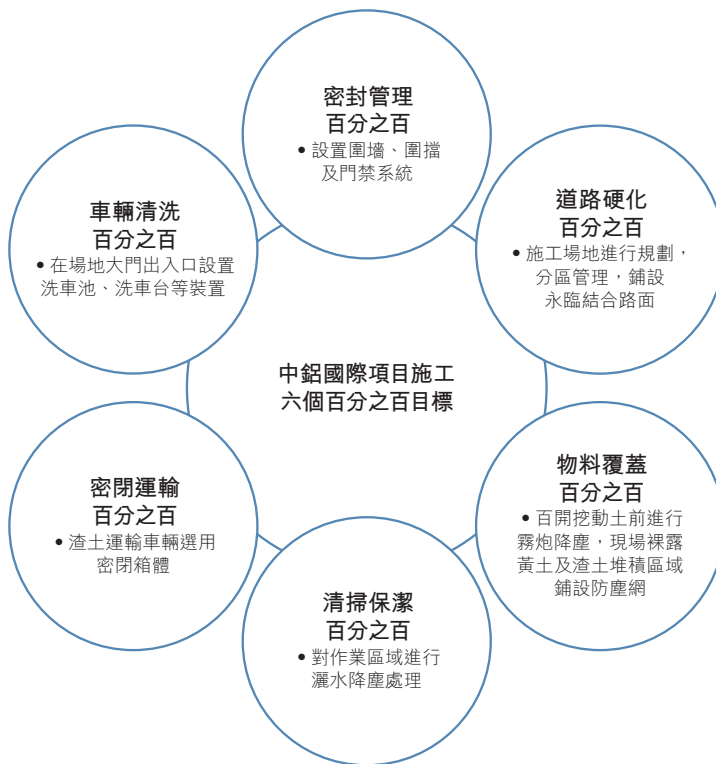 密封管理
百分之百
• 設置圍墻、圍擋
及門禁系統
道路硬化
百分之百
• 施工場地進行規劃，
分區管理，鋪設
永臨結合路面
物料覆蓋
百分之百
• 百開挖動土前進行
霧炮降塵，現場裸露
黃土及渣土堆積區域
鋪設防塵網
清掃保潔
百分之百
• 對作業區域進行
灑水降塵處理
密閉運輸
百分之百
• 渣土運輸車輛選用
密閉箱體
車輛清洗
百分之百
• 在場地大門出入口設置
洗車池、洗車台等裝置
中鋁國際項目施工
六個百分之百目標